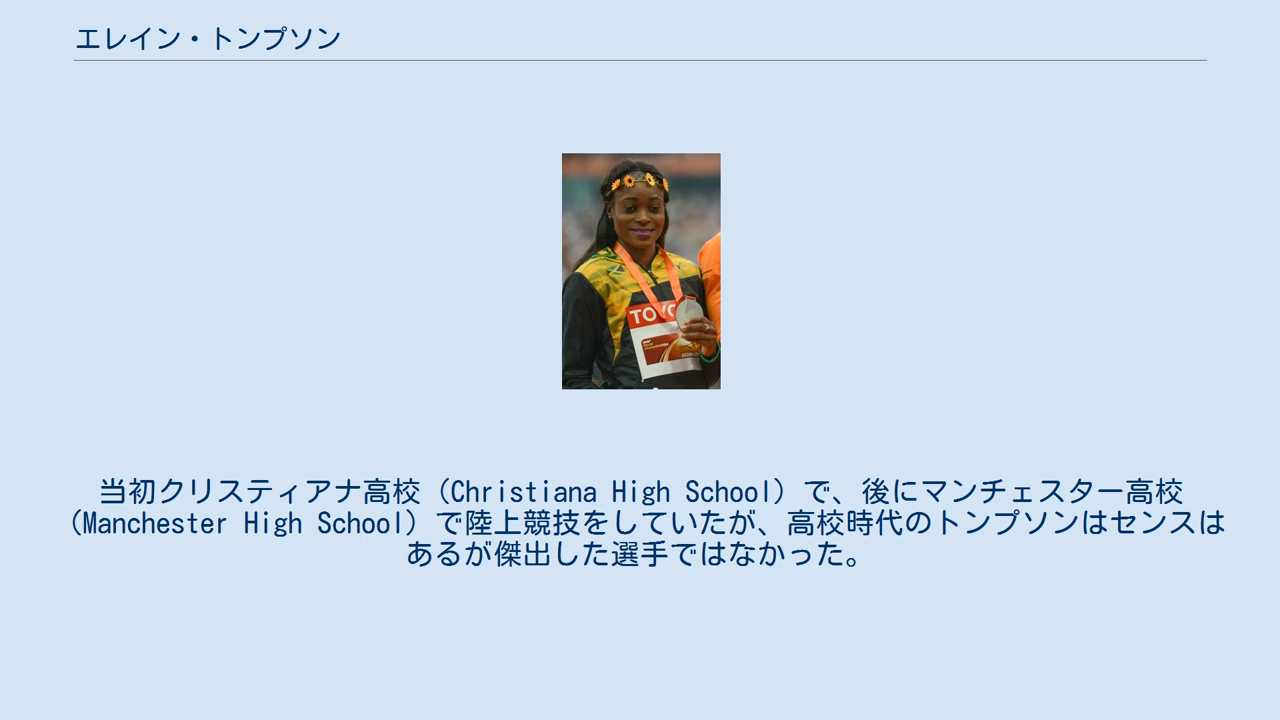 エレイン・トンプソン
TOYO
当初クリスティアナ高校（Christiana High School）で、後にマンチェスター高校
（Manchester High School）で陸上競技をしていたが、高校時代のトンプソンはセンスは
あるが傑出した選手ではなかった。